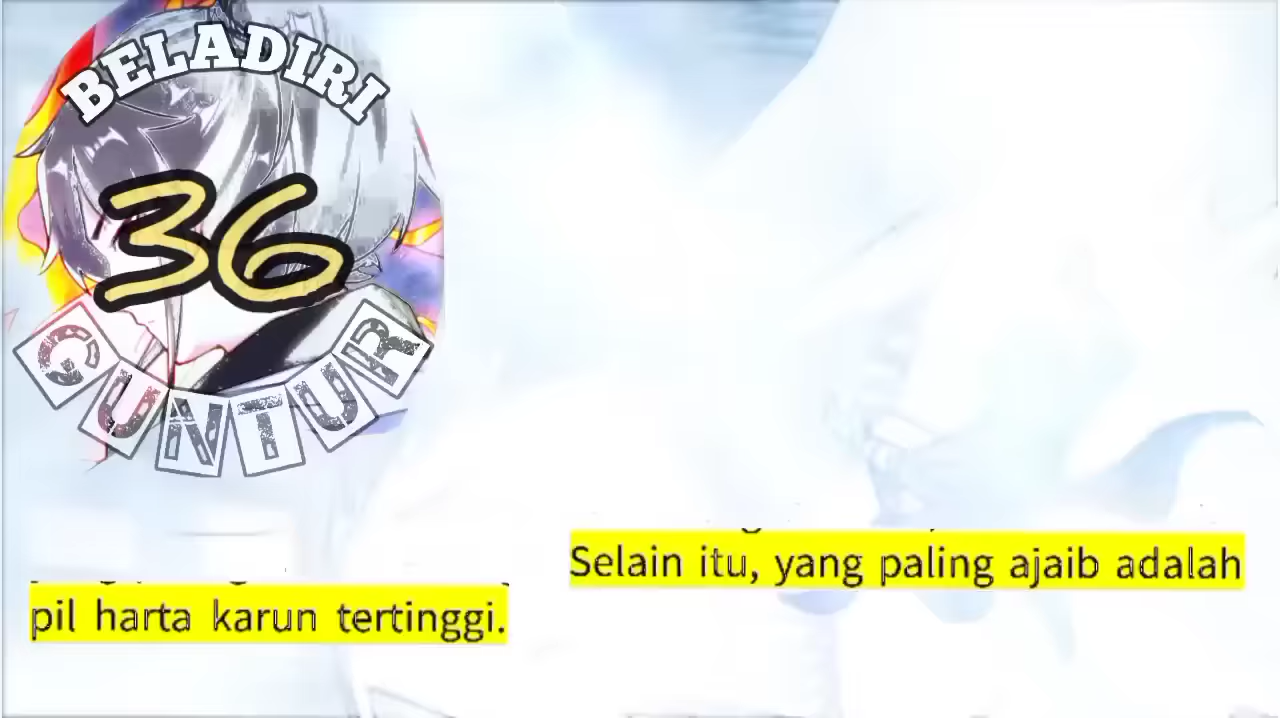 BELADIRI
36
GUNTUR
Selain itu, yang paling ajaib adalah
pil harta karun tertinggi.